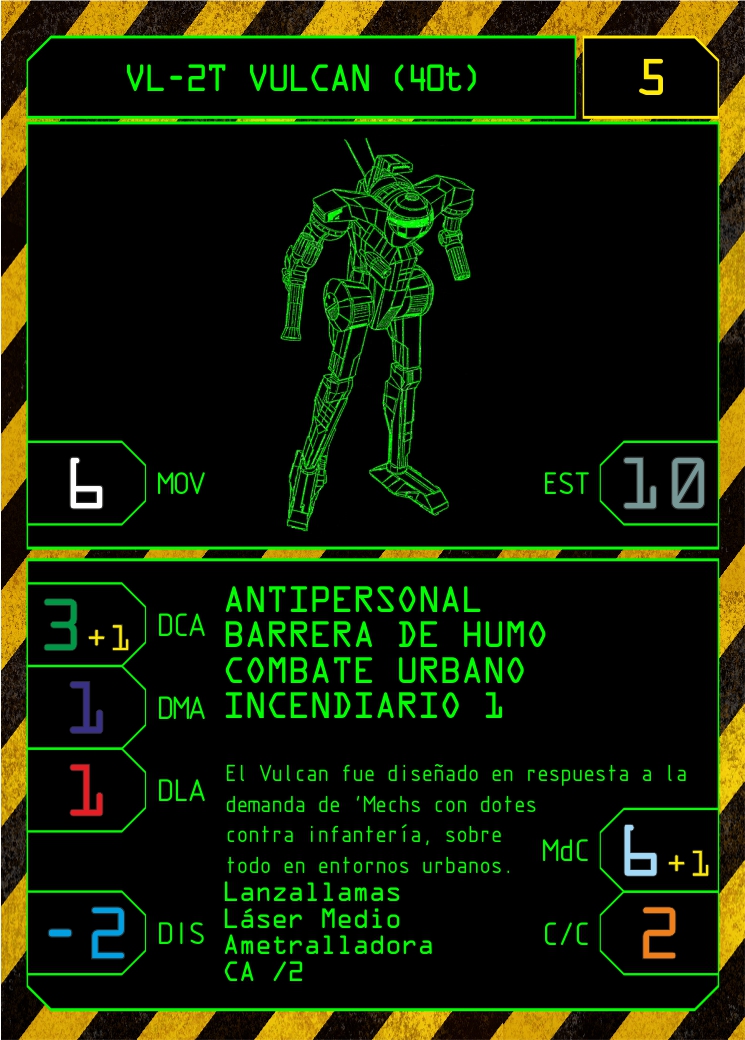 VL-2T VULCAN (40t)
5
6 MOV
EST 10
3 +1 DCA
ANTIPERSONAL
BARRERA DE HUMO
COMBATE URBANO
INCENDIARIO 1
1 DMA
1 DLA
El Vulcan fue diseñado en respuesta a la
demanda de 'Mechs con dotes
contra infantería, sobre
todo en entornos urbanos.
MdC 6 +1
-2 DIS
Lanzallamas
Láser Medio
Ametralladora
CA /2
C/C 2